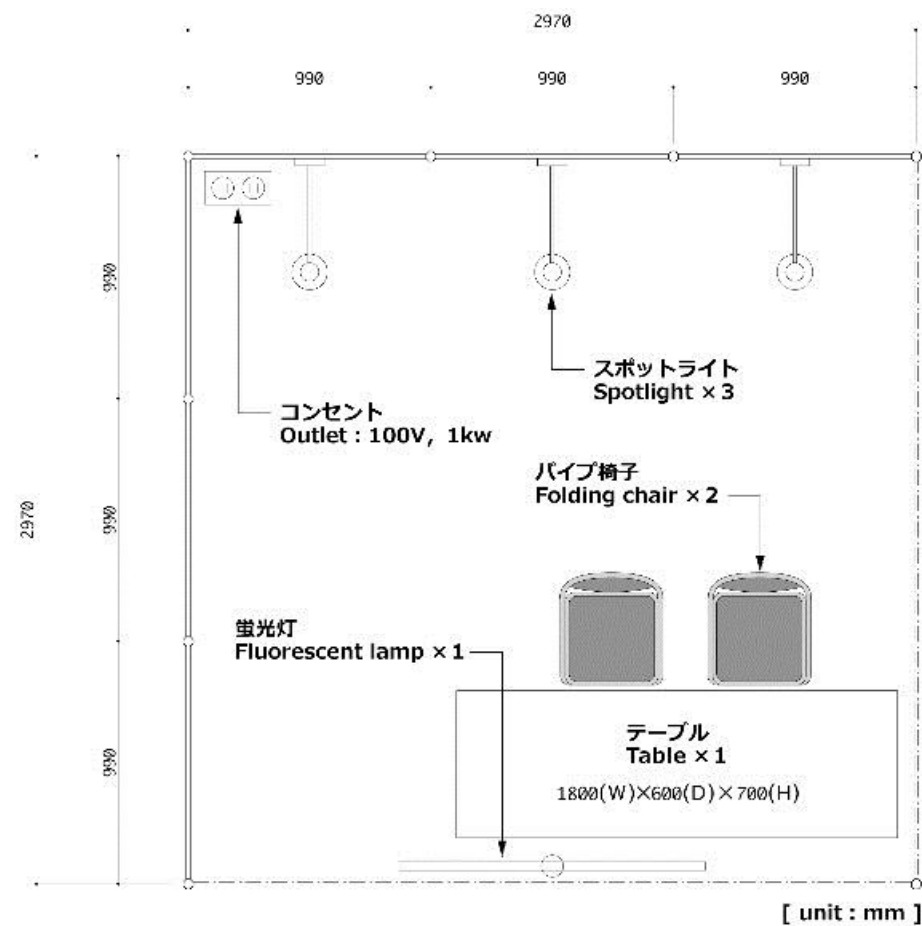 2970
990
990
990
990
スポットライト
Spotlight ×3
コンセント
Outlet : 100V, 1kw
パイプ椅子
Folding chair ×2
2970
990
蛍光灯
Fluorescent lamp ×1
テーブル
Table ×1
1800(W)×600(D)×700(H)
990
[ unit : mm ]